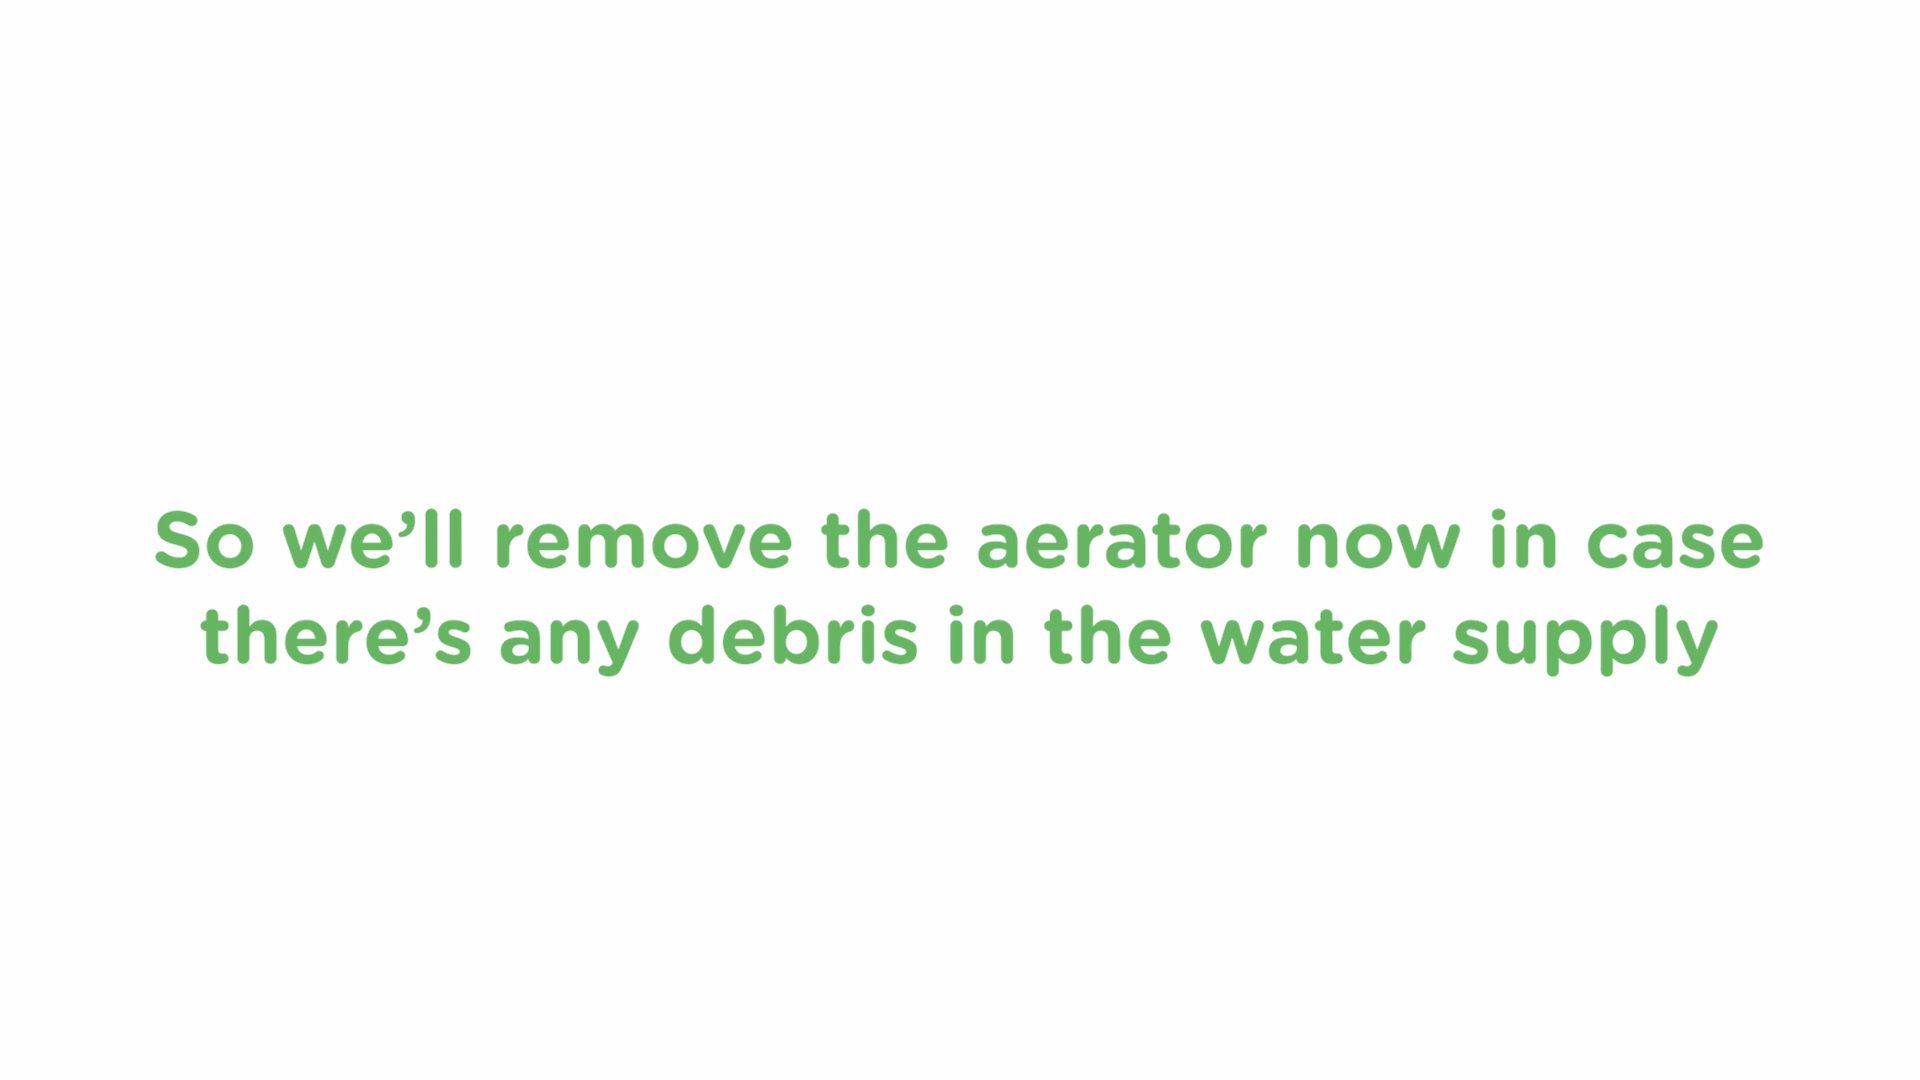 So we’ll remove the aerator now in case
there’s any debris in the water supply